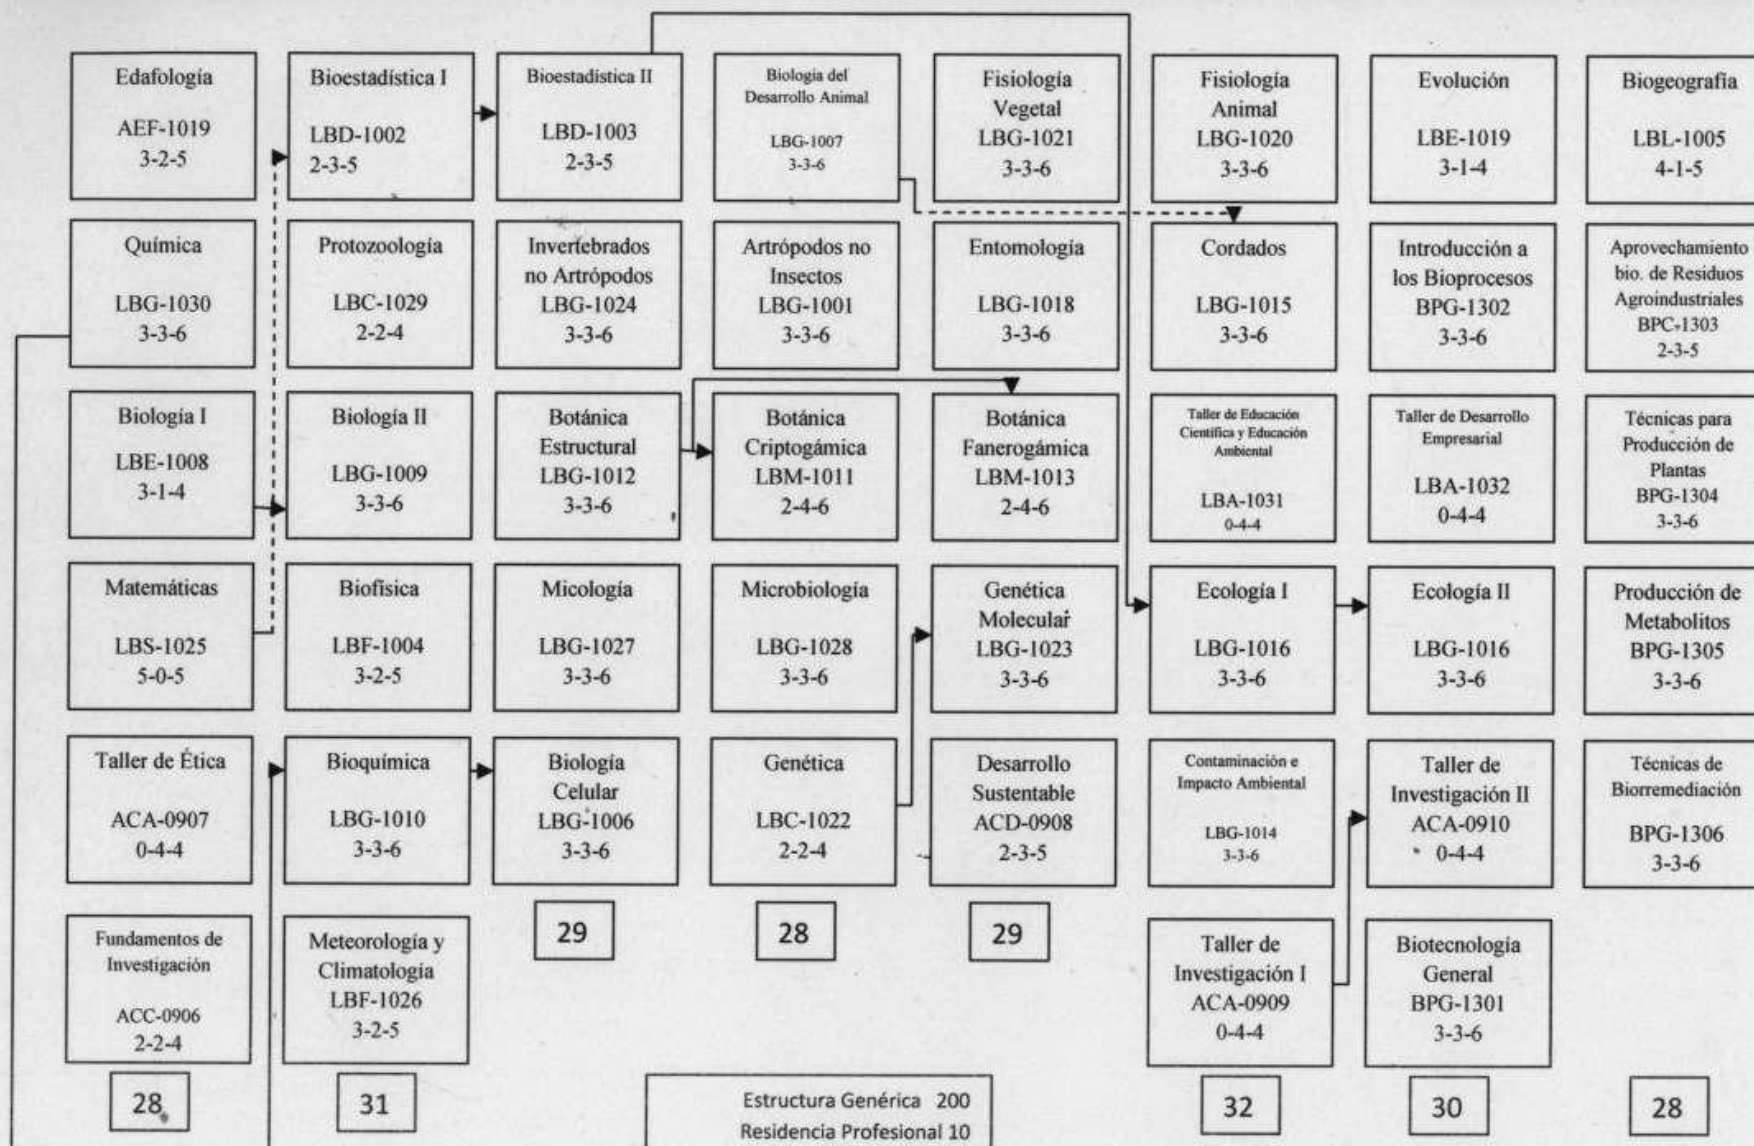 Edafología
AEF-1019
3-2-5
Bioestadística I
LBD-1002
2-3-5
Bioestadística II
LBD-1003
2-3-5
Biología del
Desarrollo Animal
LBG-1007
3-3-6
Fisiología
Vegetal
LBG-1021
3-3-6
Fisiología
Animal
LBG-1020
3-3-6
Evolución
LBE-1019
3-1-4
Biogeografía
LBL-1005
4-1-5
Química
LBG-1030
3-3-6
Protozoología
LBC-1029
2-2-4
Invertebrados
no Artrópodos
LBG-1024
3-3-6
Artrópodos no
Insectos
LBG-1001
3-3-6
Entomología
LBG-1018
3-3-6
Cordados
LBG-1015
3-3-6
Introducción a
los Bioprocesos
BPG-1302
3-3-6
Aprovechamiento
bio. de Residuos
Agroindustriales
BPC-1303
2-3-5
Biología I
LBE-1008
3-1-4
Biología II
LBG-1009
3-3-6
Botánica
Estructural
LBG-1012
3-3-6
Botánica
Criptogámica
LBM-1011
2-4-6
Botánica
Fanerogámica
LBM-1013
2-4-6
Taller de Educación
Científica y Educación
Ambiental
LBA-1031
0-4-4
Taller de Desarrollo
Empresarial
LBA-1032
0-4-4
Técnicas para
Producción de
Plantas
BPG-1304
3-3-6
Matemáticas
LBS-1025
5-0-5
Biofísica
LBF-1004
3-2-5
Micología
LBG-1027
3-3-6
Microbiología
LBG-1028
3-3-6
Genética
Molecular
LBG-1023
3-3-6
Ecología I
LBG-1016
3-3-6
Ecología II
LBG-1016
3-3-6
Producción de
Metabolitos
BPG-1305
3-3-6
Taller de Ética
ACA-0907
0-4-4
Bioquímica
LBG-1010
3-3-6
Biología
Celular
LBG-1006
3-3-6
Genética
LBC-1022
2-2-4
Desarrollo
Sustentable
ACD-0908
2-3-5
Contaminación e
Impacto Ambiental
LBG-1014
3-3-6
Taller de
Investigación II
ACA-0910
0-4-4
Técnicas de
Biorremediación
BPG-1306
3-3-6
Fundamentos de
Investigación
ACC-0906
2-2-4
Meteorología y
Climatología
LBF-1026
3-2-5
29
28
29
Taller de
Investigación I
ACA-0909
0-4-4
Biotecnología
General
BPG-1301
3-3-6
28
31
Estructura Genérica 200
Residencia Profesional 10
32
30
28